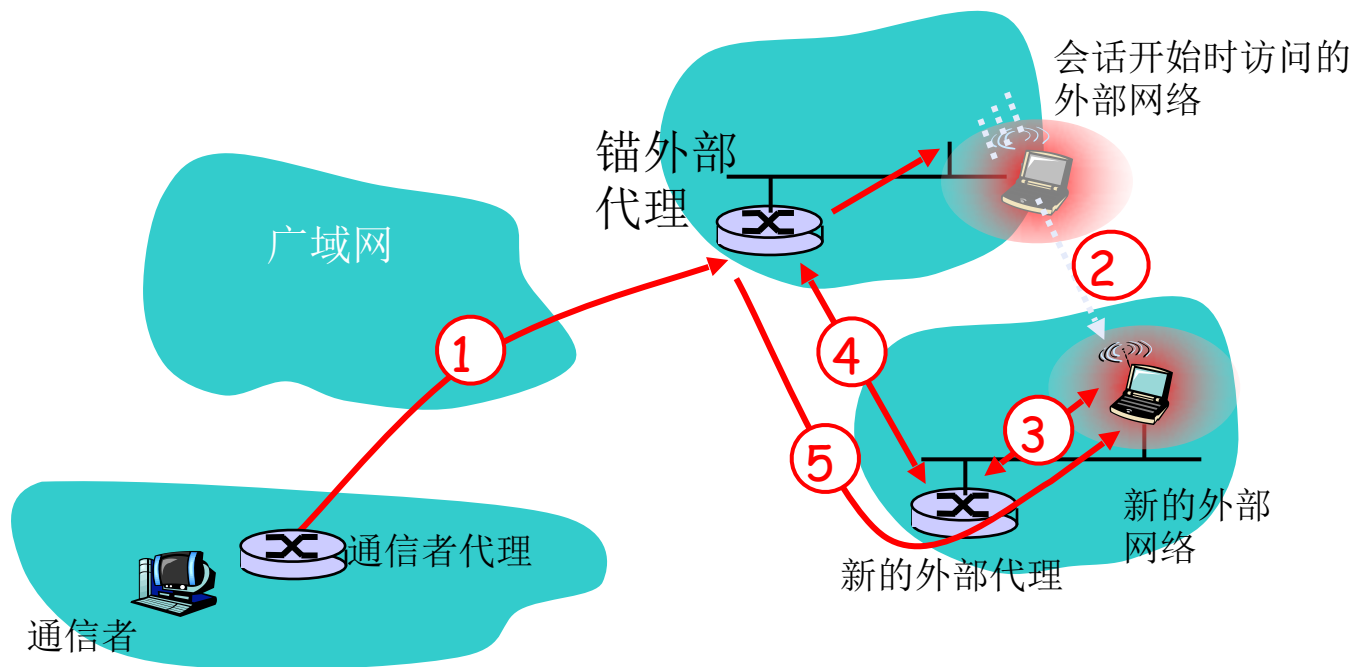 会话开始时访问的
外部网络
锚外部
代理
广域网
2
1
4
3
5
新的外部
网络
通信者代理
新的外部代理
通信者